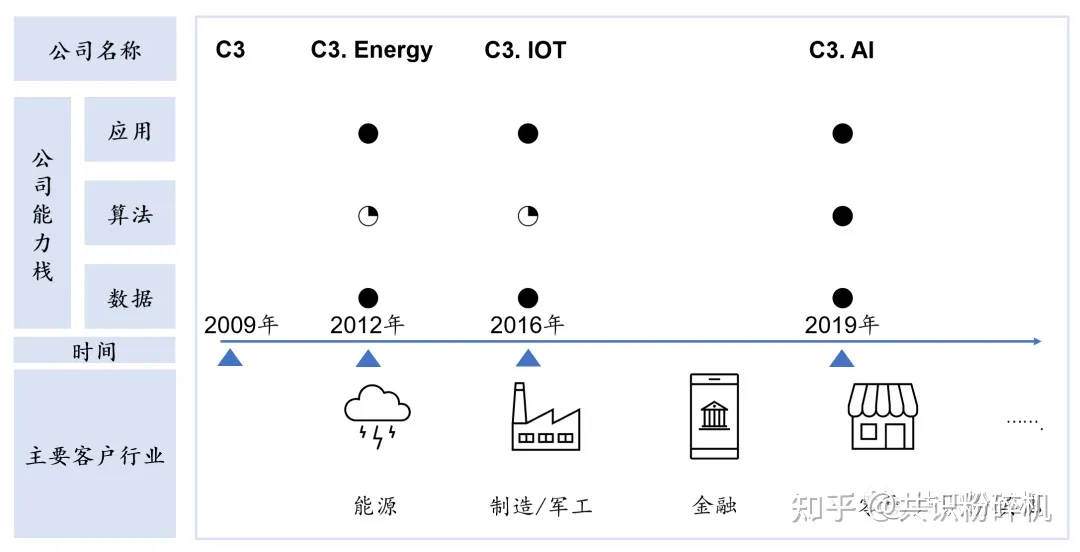 公司名称
C3
C3. Energy
C3. IOT
C3. AI
公司能力栈
应用
算法
数据
时间
2009年
2012年
2016年
2019年
主要客户行业
能源
制造/军工
金融
…….
知乎 @共识粉碎机